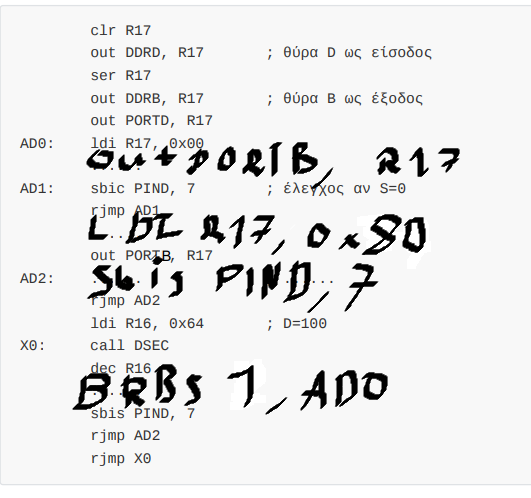 clr R17
out DDRD, R17 ; θύρα D ως είσοδος
ser R17
out DDRB, R17 ; θύρα B ως έξοδος
out PORTD, R17
AD0: ldi R17, 0x00
out PORTB, R17
AD1: sbic PIND, 7 ; έλεγχος αν S=0
rjmp AD1
LDI R17, 0x80
out PORTB, R17
AD2: Sbis PIND, 7
rjmp AD2
ldi R16, 0x64 ; D=100
X0: call DSEC
dec R16
BRBS 1, AD0
sbis PIND, 7
rjmp AD2
rjmp X0